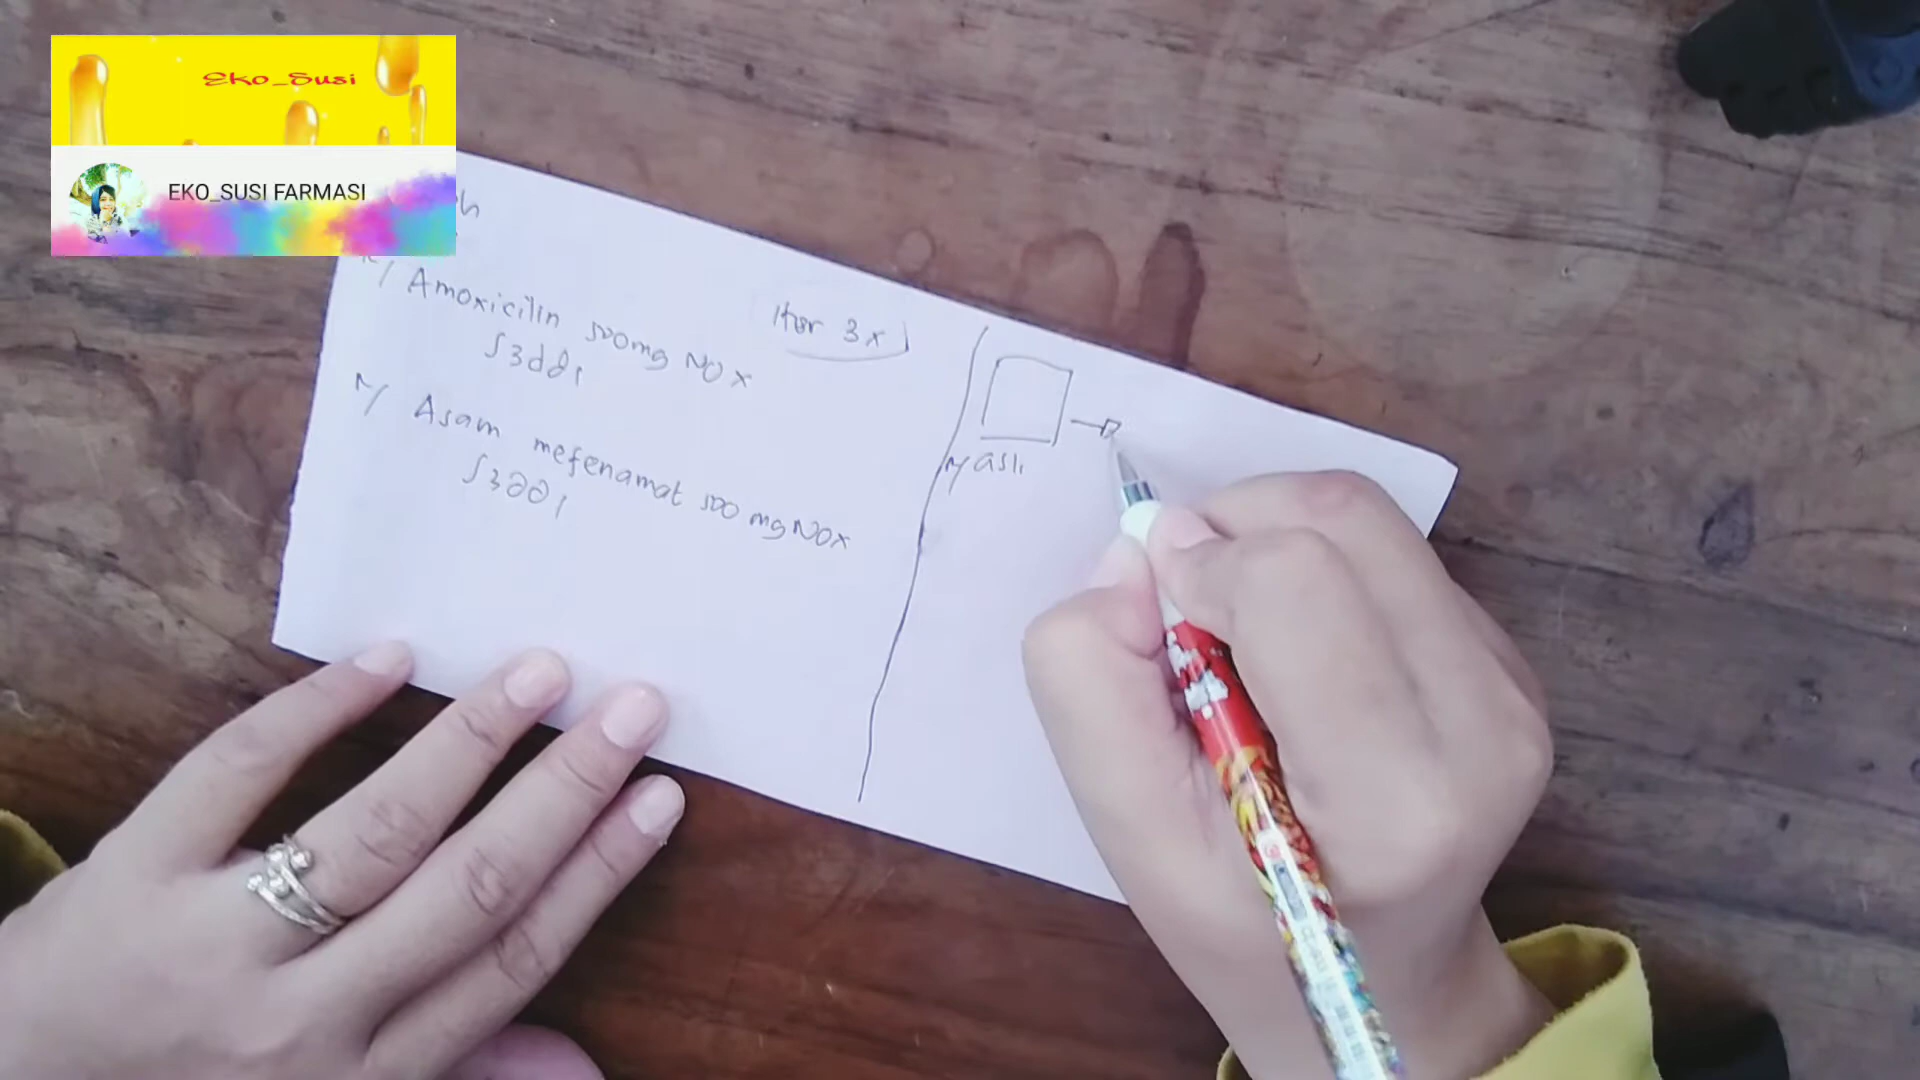 Eko_Susi
EKO_SUSI FARMASI
Iter 3x
R/ Amoxicilin 500mg NO X
S3dd1
R/ Asam mefenamat 500 mg NO X
S3dd1
R/ asli